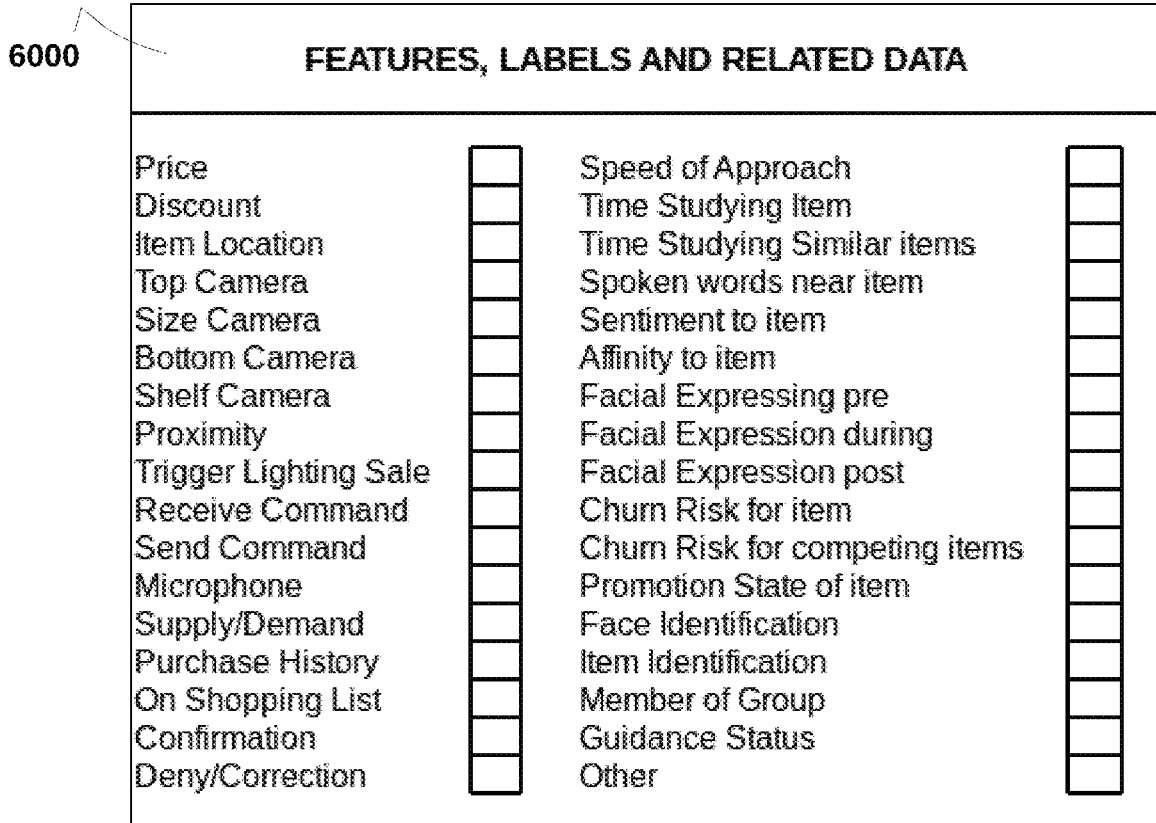 6000
FEATURES, LABELS AND RELATED DATA
Price
Discount
Item Location
Top Camera
Size Camera
Bottom Camera
Shelf Camera
Proximity
Trigger Lighting Sale
Receive Command
Send Command
Microphone
Supply/Demand
Purchase History
On Shopping List
Confirmation
Deny/Correction
Speed of Approach
Time Studying Item
Time Studying Similar items
Spoken words near item
Sentiment to item
Affinity to item
Facial Expressing pre
Facial Expression during
Facial Expression post
Churn Risk for item
Churn Risk for competing items
Promotion State of item
Face Identification
Item Identification
Member of Group
Guidance Status
Other